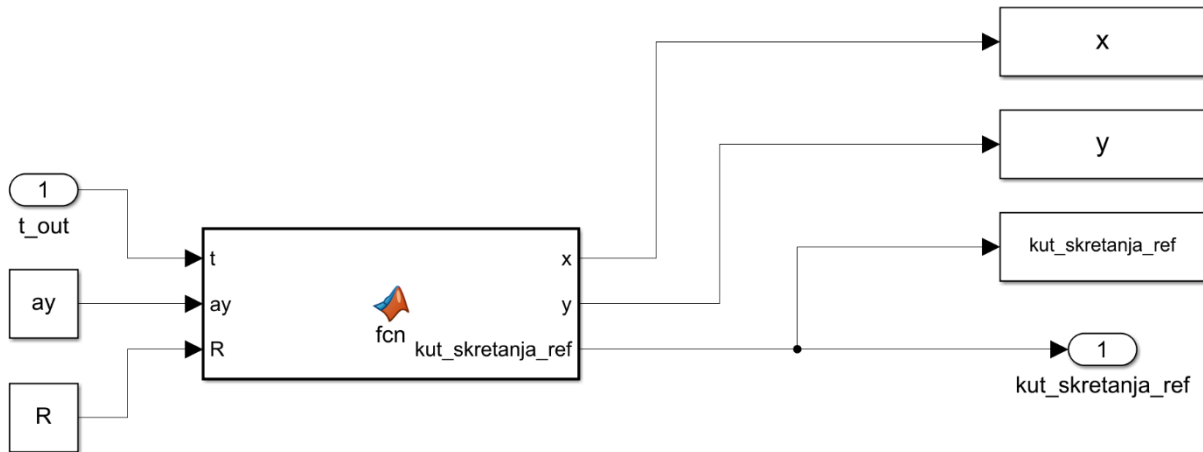 x
y
1
t_out
kut_skretanja_ref
t
x
ay
ay
y
fcn
R
kut_skretanja_ref
1
kut_skretanja_ref
R